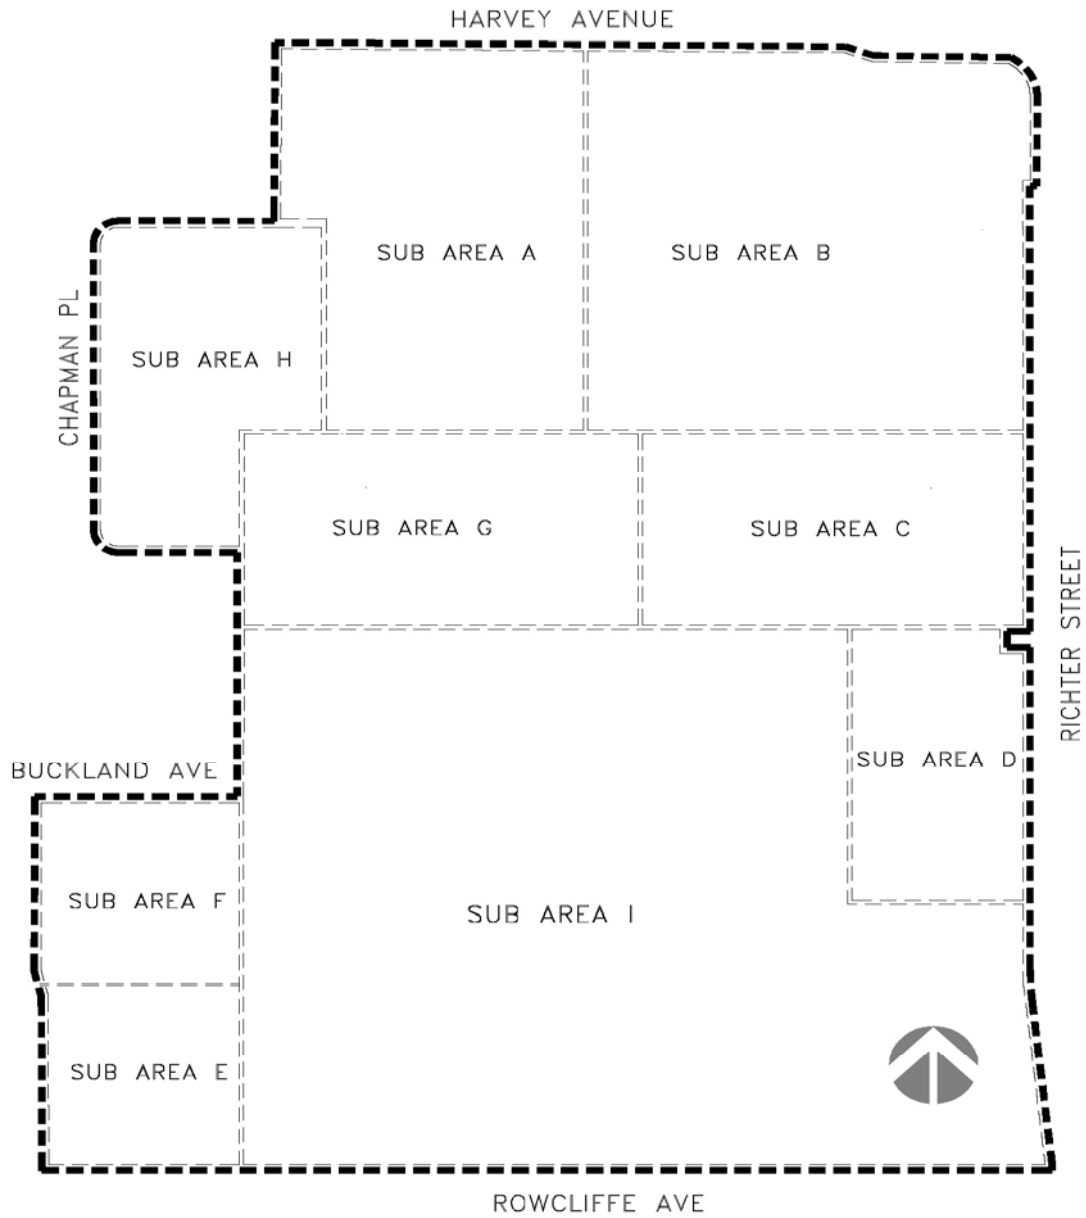 HARVEY AVENUE
SUB AREA A
SUB AREA B
CHAPMAN PL
SUB AREA H
SUB AREA G
SUB AREA C
RICHTER STREET
SUB AREA D
BUCKLAND AVE
SUB AREA F
SUB AREA I
SUB AREA E
ROWCLIFFE AVE